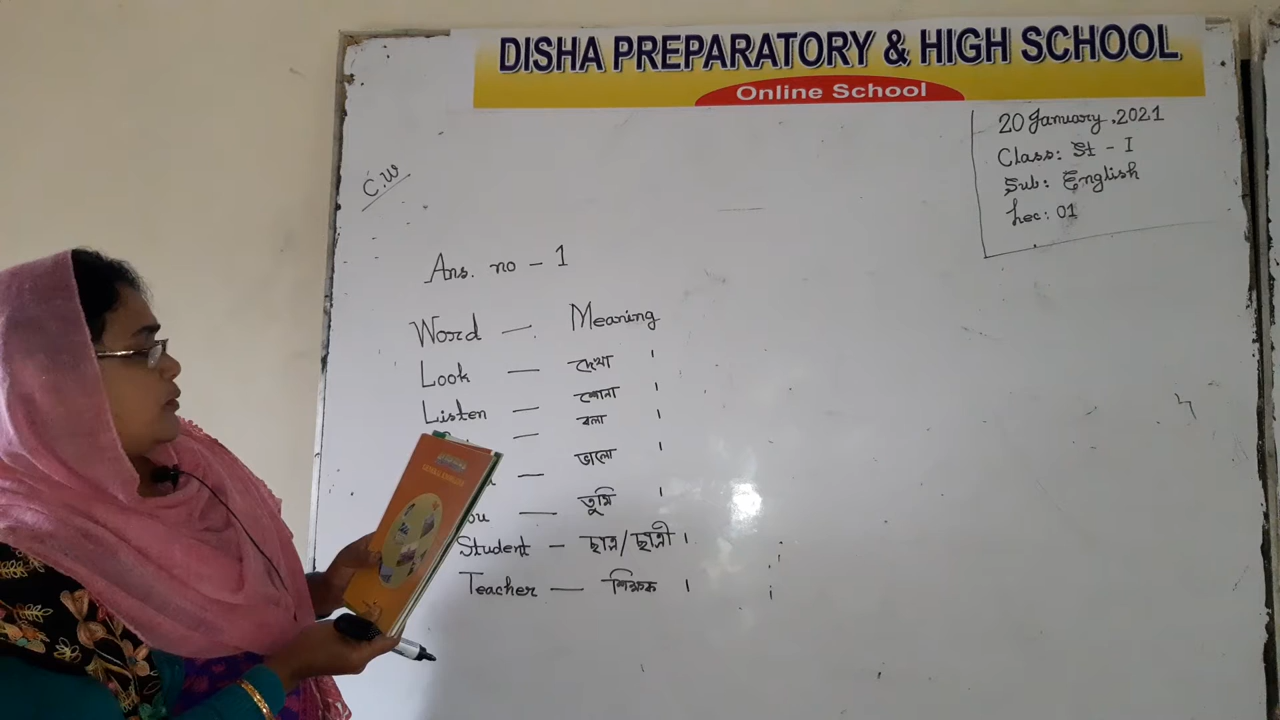 DISHA PREPARATORY & HIGH SCHOOL
Online School
20 January, 2021
Class: St - I
Sub: English
Lec: 01
C.W
Ans. no - 1
Word — Meaning
Look — দেখা ।
Listen — শোনা ।
— বলা ।
— ভালো ।
ou — তুমি ।
Student — ছাত্র/ছাত্রী ।
Teacher — শিক্ষক ।